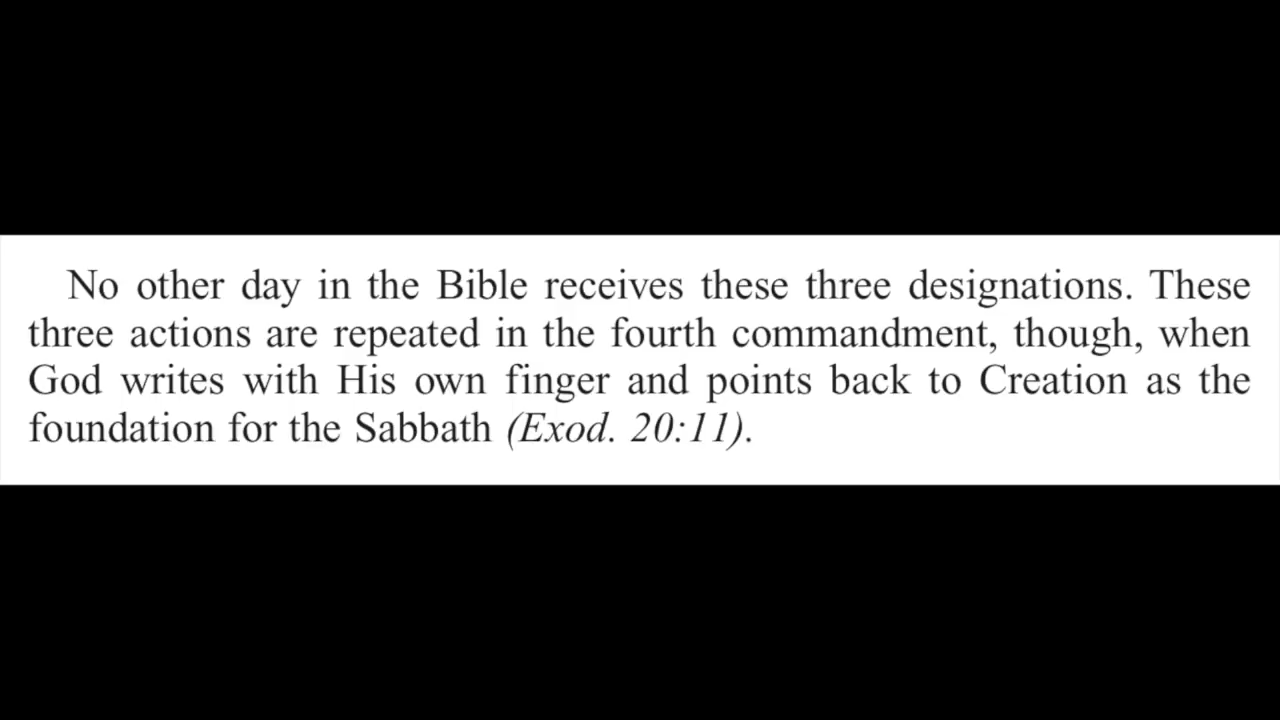 No other day in the Bible receives these three designations. These
three actions are repeated in the fourth commandment, though, when
God writes with His own finger and points back to Creation as the
foundation for the Sabbath (Exod. 20:11).